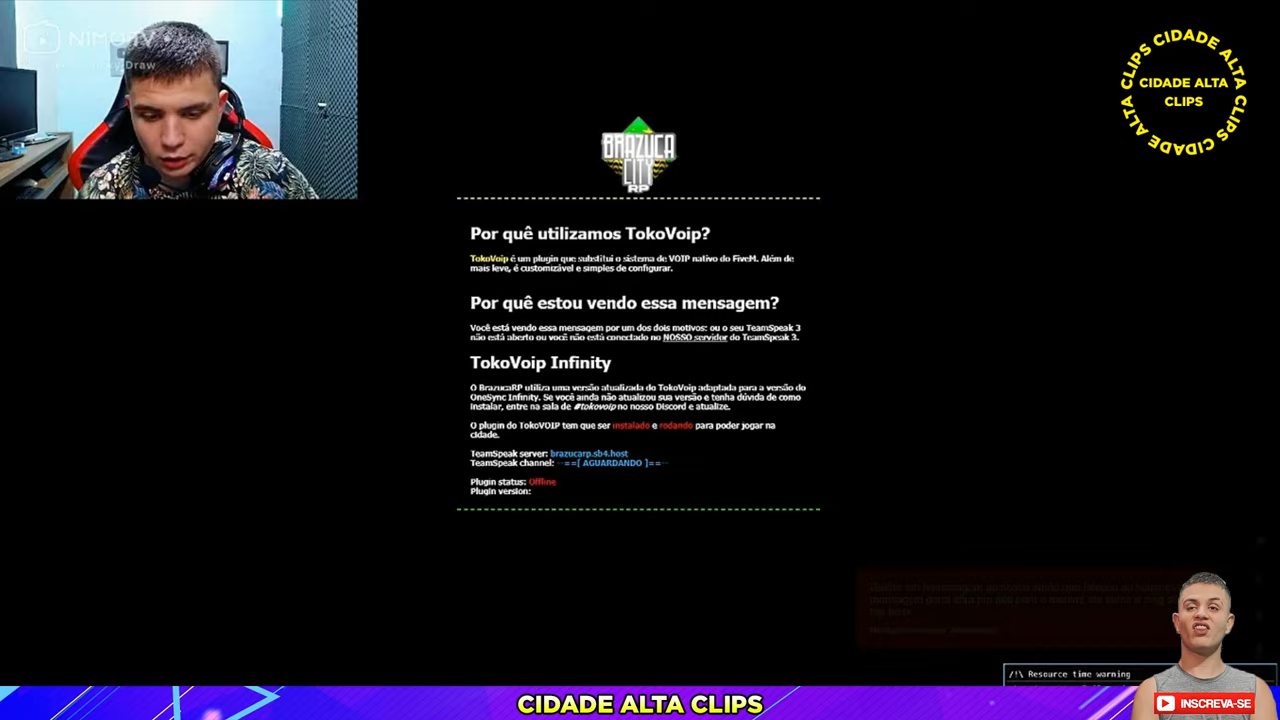 NIMOTV
Draw
CIDADE ALTA CLIPS CIDADE ALTA CLIPS
CIDADE ALTA
CLIPS
BRAZUCA
CITY
RP
Por quê utilizamos TokoVoip?
TokoVoip é um plugin que substitui o sistema de VOIP nativo do FiveM. Além de
mais leve, é customizável e simples de configurar.
Por quê estou vendo essa mensagem?
Você está vendo essa mensagem por um dos dois motivos: ou o seu TeamSpeak 3
não está aberto ou você não está conectado no NOSSO servidor do TeamSpeak 3.
TokoVoip Infinity
O BrazucaRP utiliza uma versão atualizada do TokoVoip adaptada para a versão do
OneSync Infinity. Se você ainda não atualizou sua versão e tenha dúvida de como
instalar, entre na sala de #tokovoip no nosso Discord e atualize.
O plugin do TokoVOIP tem que ser instalado e rodando para poder jogar na
cidade.
TeamSpeak server: brazucarp.sb4.host
TeamSpeak channel: --==[ AGUARDANDO ]==--
Plugin status: Offline
Plugin version:
/!\ Resource time warning
CIDADE ALTA CLIPS
INSCREVA-SE